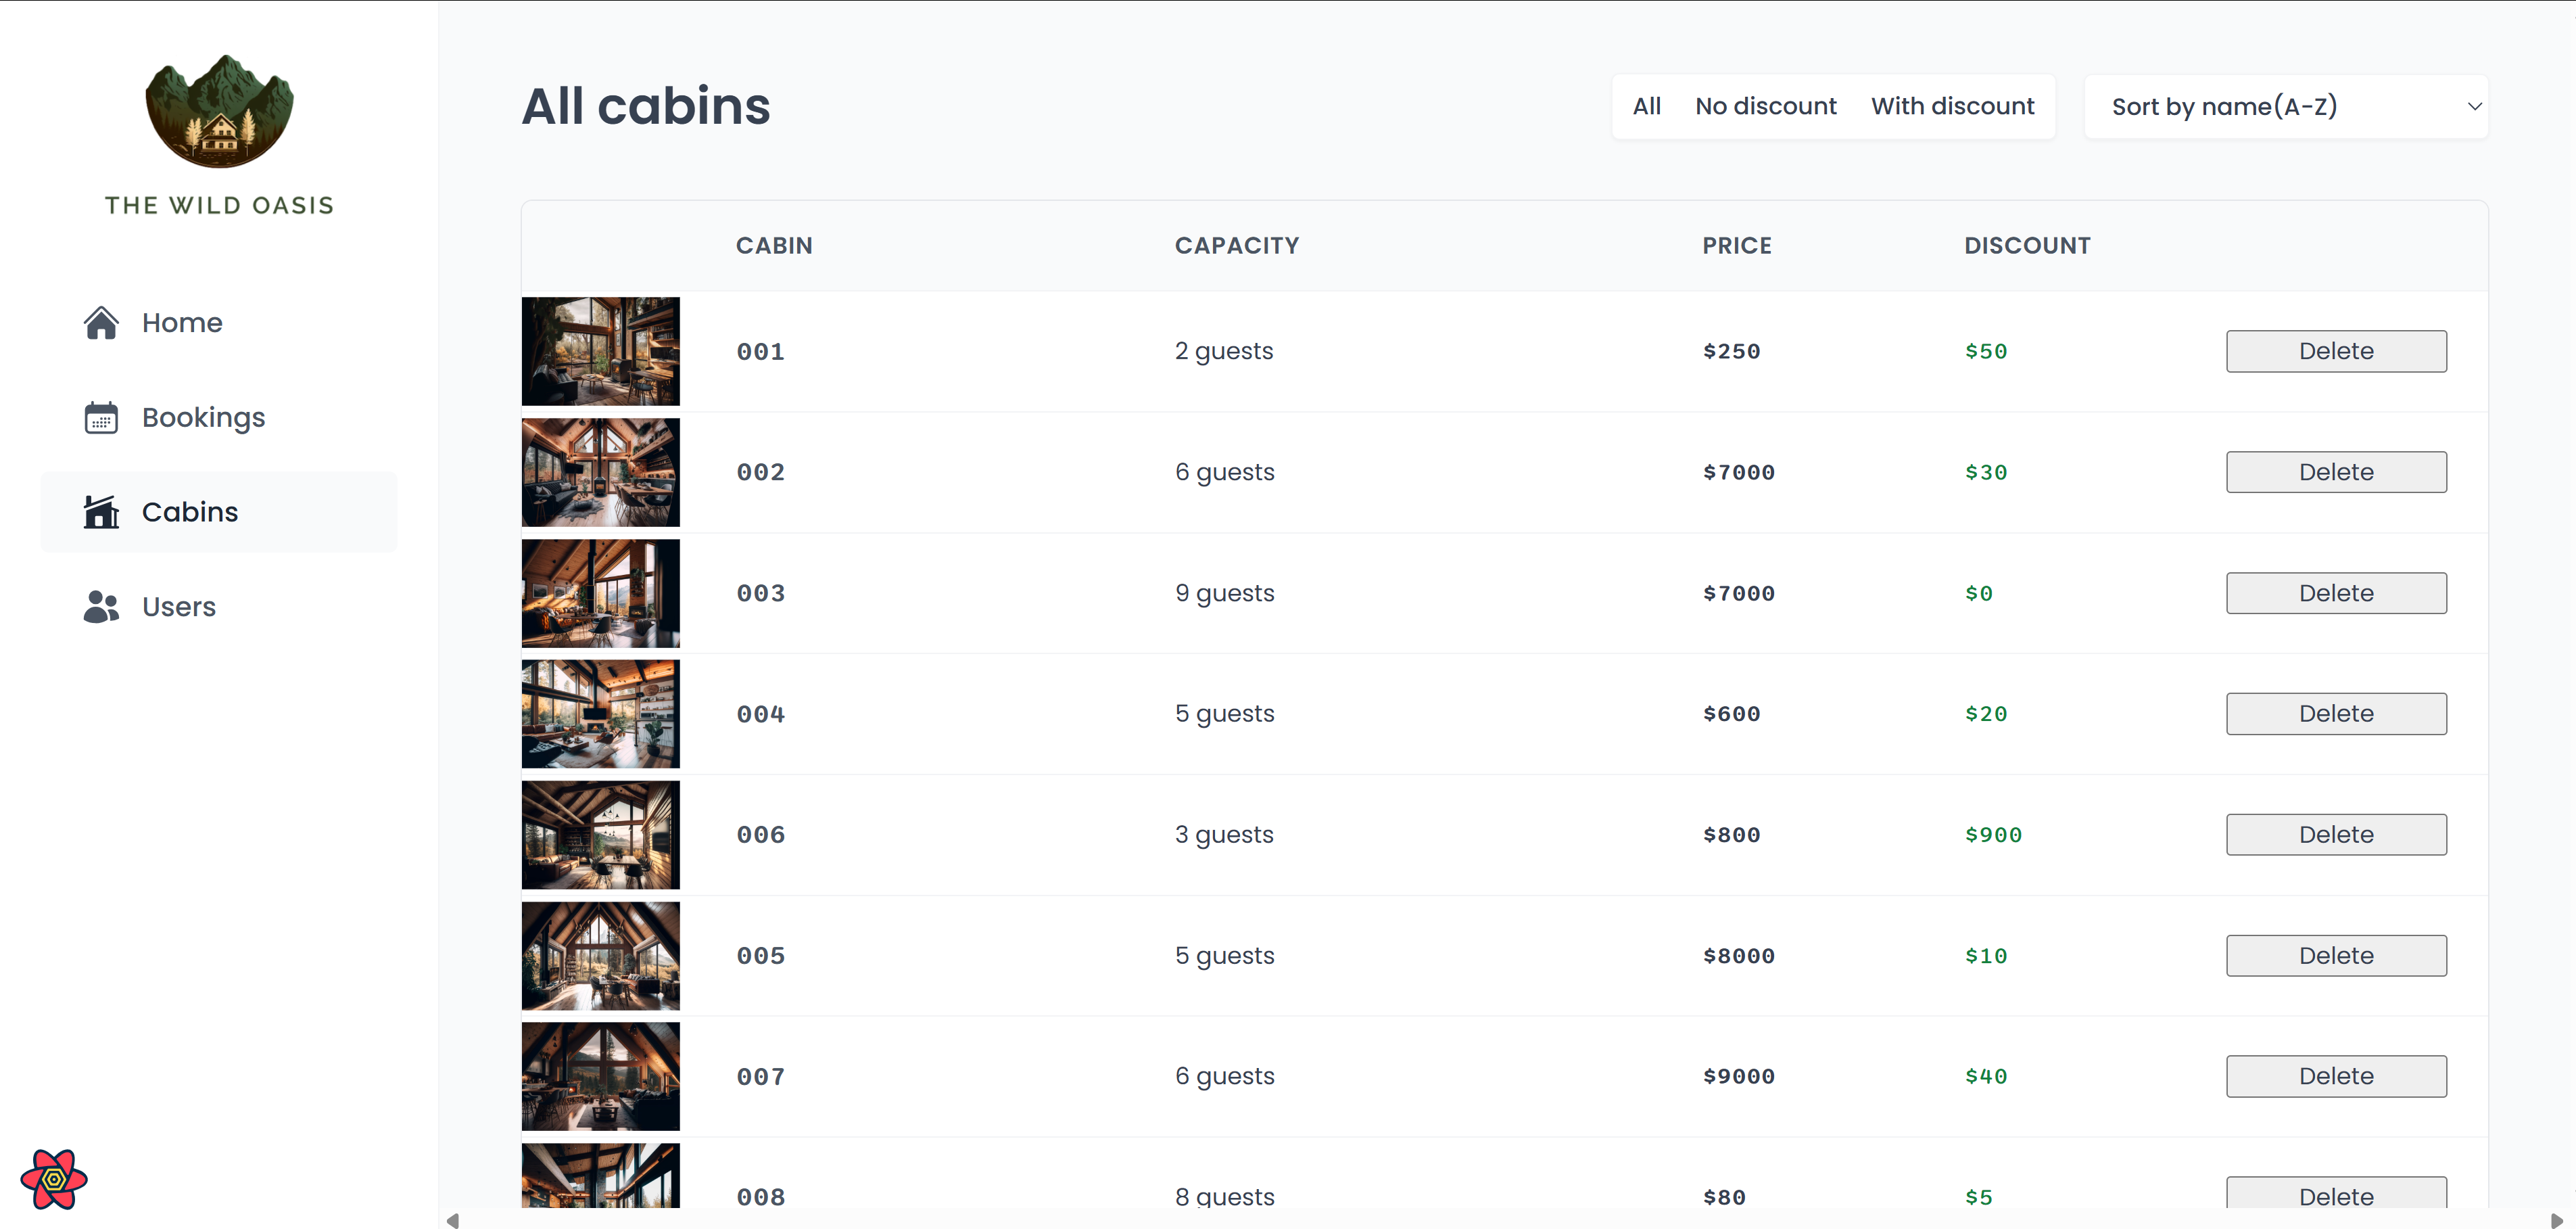 THE WILD OASIS
Home
Bookings
Cabins
Users
All cabins
All No discount With discount Sort by name(A-Z)
CABIN CAPACITY PRICE DISCOUNT
001 2 guests $250 $50 Delete
002 6 guests $7000 $30 Delete
003 9 guests $7000 $0 Delete
004 5 guests $600 $20 Delete
006 3 guests $800 $900 Delete
005 5 guests $8000 $10 Delete
007 6 guests $9000 $40 Delete
008 8 guests $80 $5 Delete